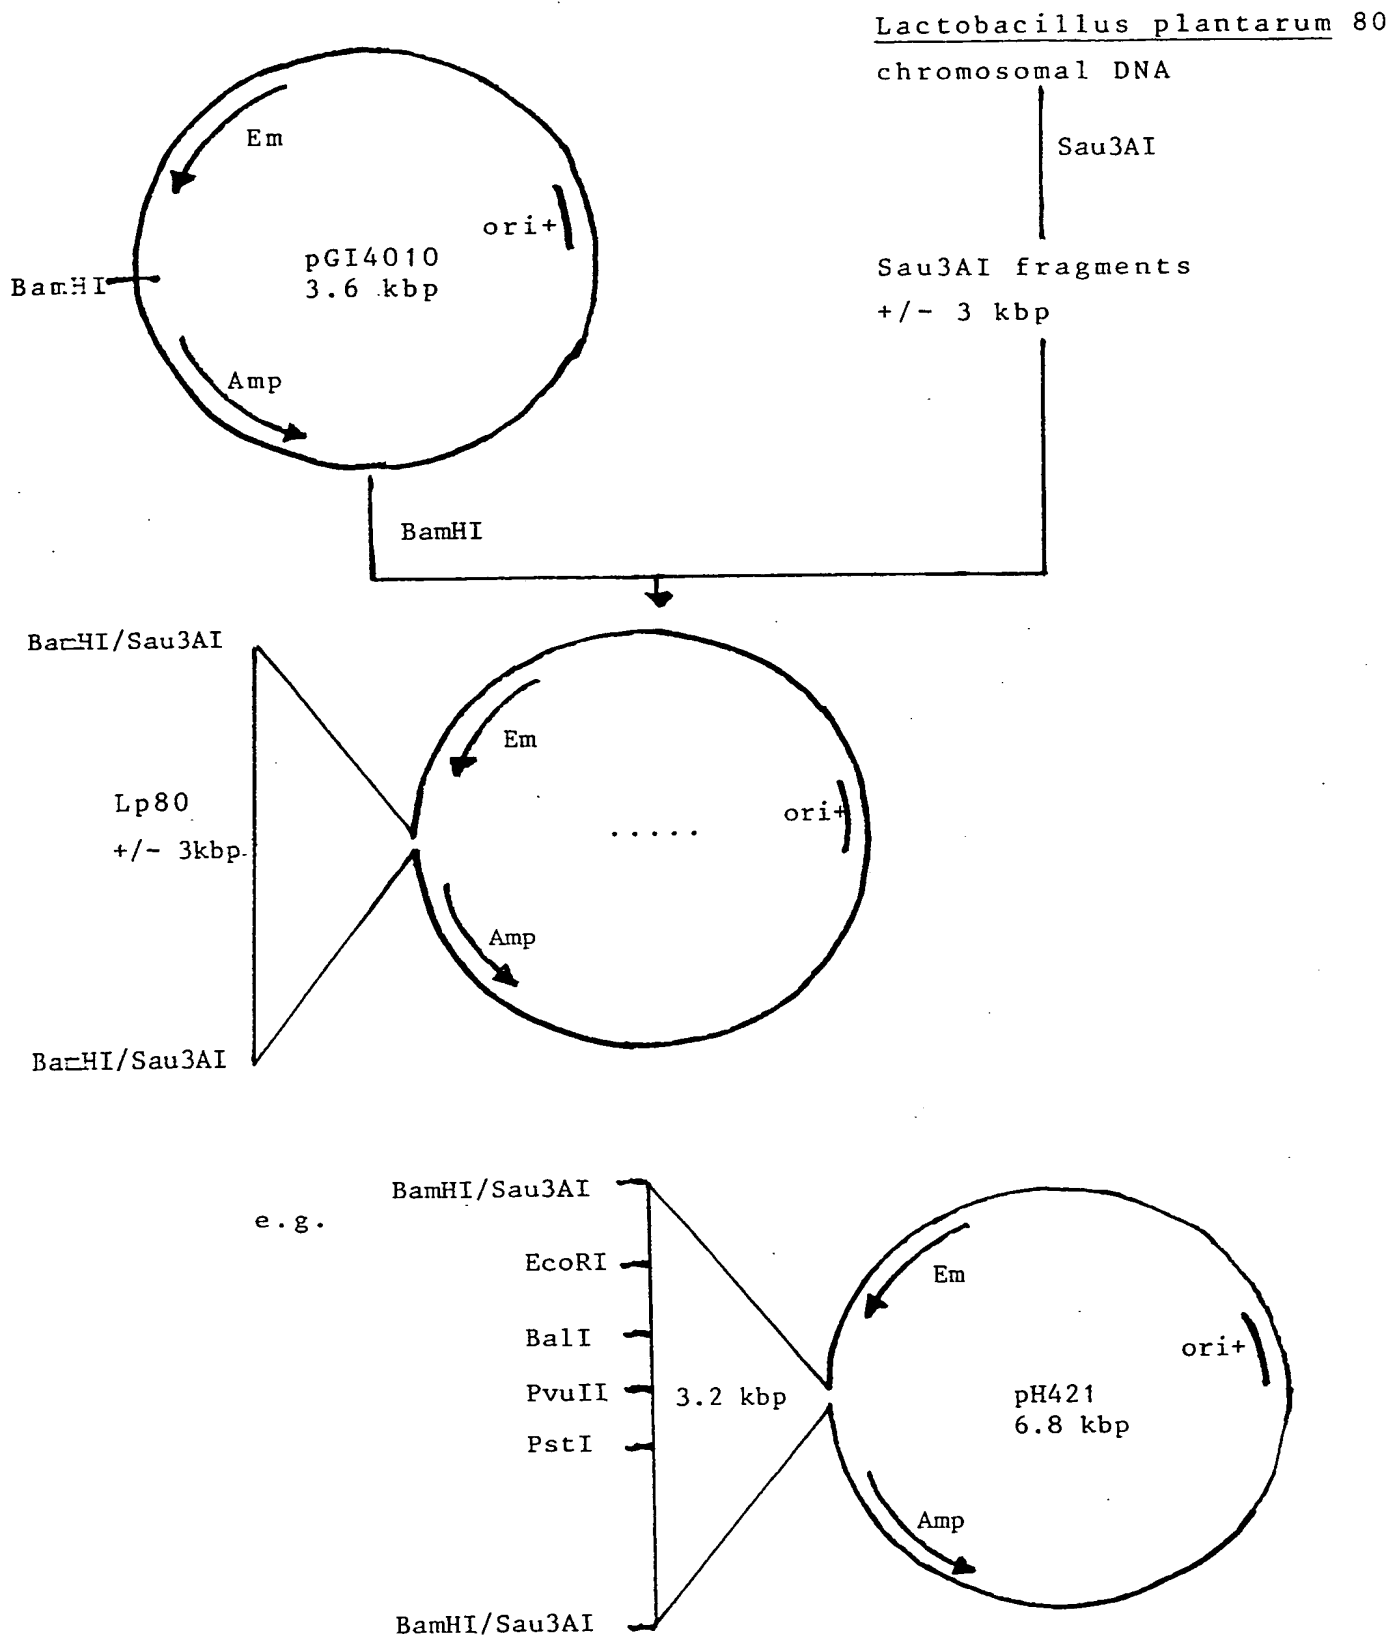 Lactobacillus plantarum 80
chromosomal DNA
Sau3AI
Em
ori+
pGI4010
3.6 kbp
BamHI
Sau3AI fragments
+/- 3 kbp
Amp
BamHI
BamHI/Sau3AI
Em
Lp80
+/- 3kbp
ori+
.....
Amp
BamHI/Sau3AI
e.g.
BamHI/Sau3AI
EcoRI
BalI
PvuII
PstI
3.2 kbp
Em
ori+
pH421
6.8 kbp
Amp
BamHI/Sau3AI